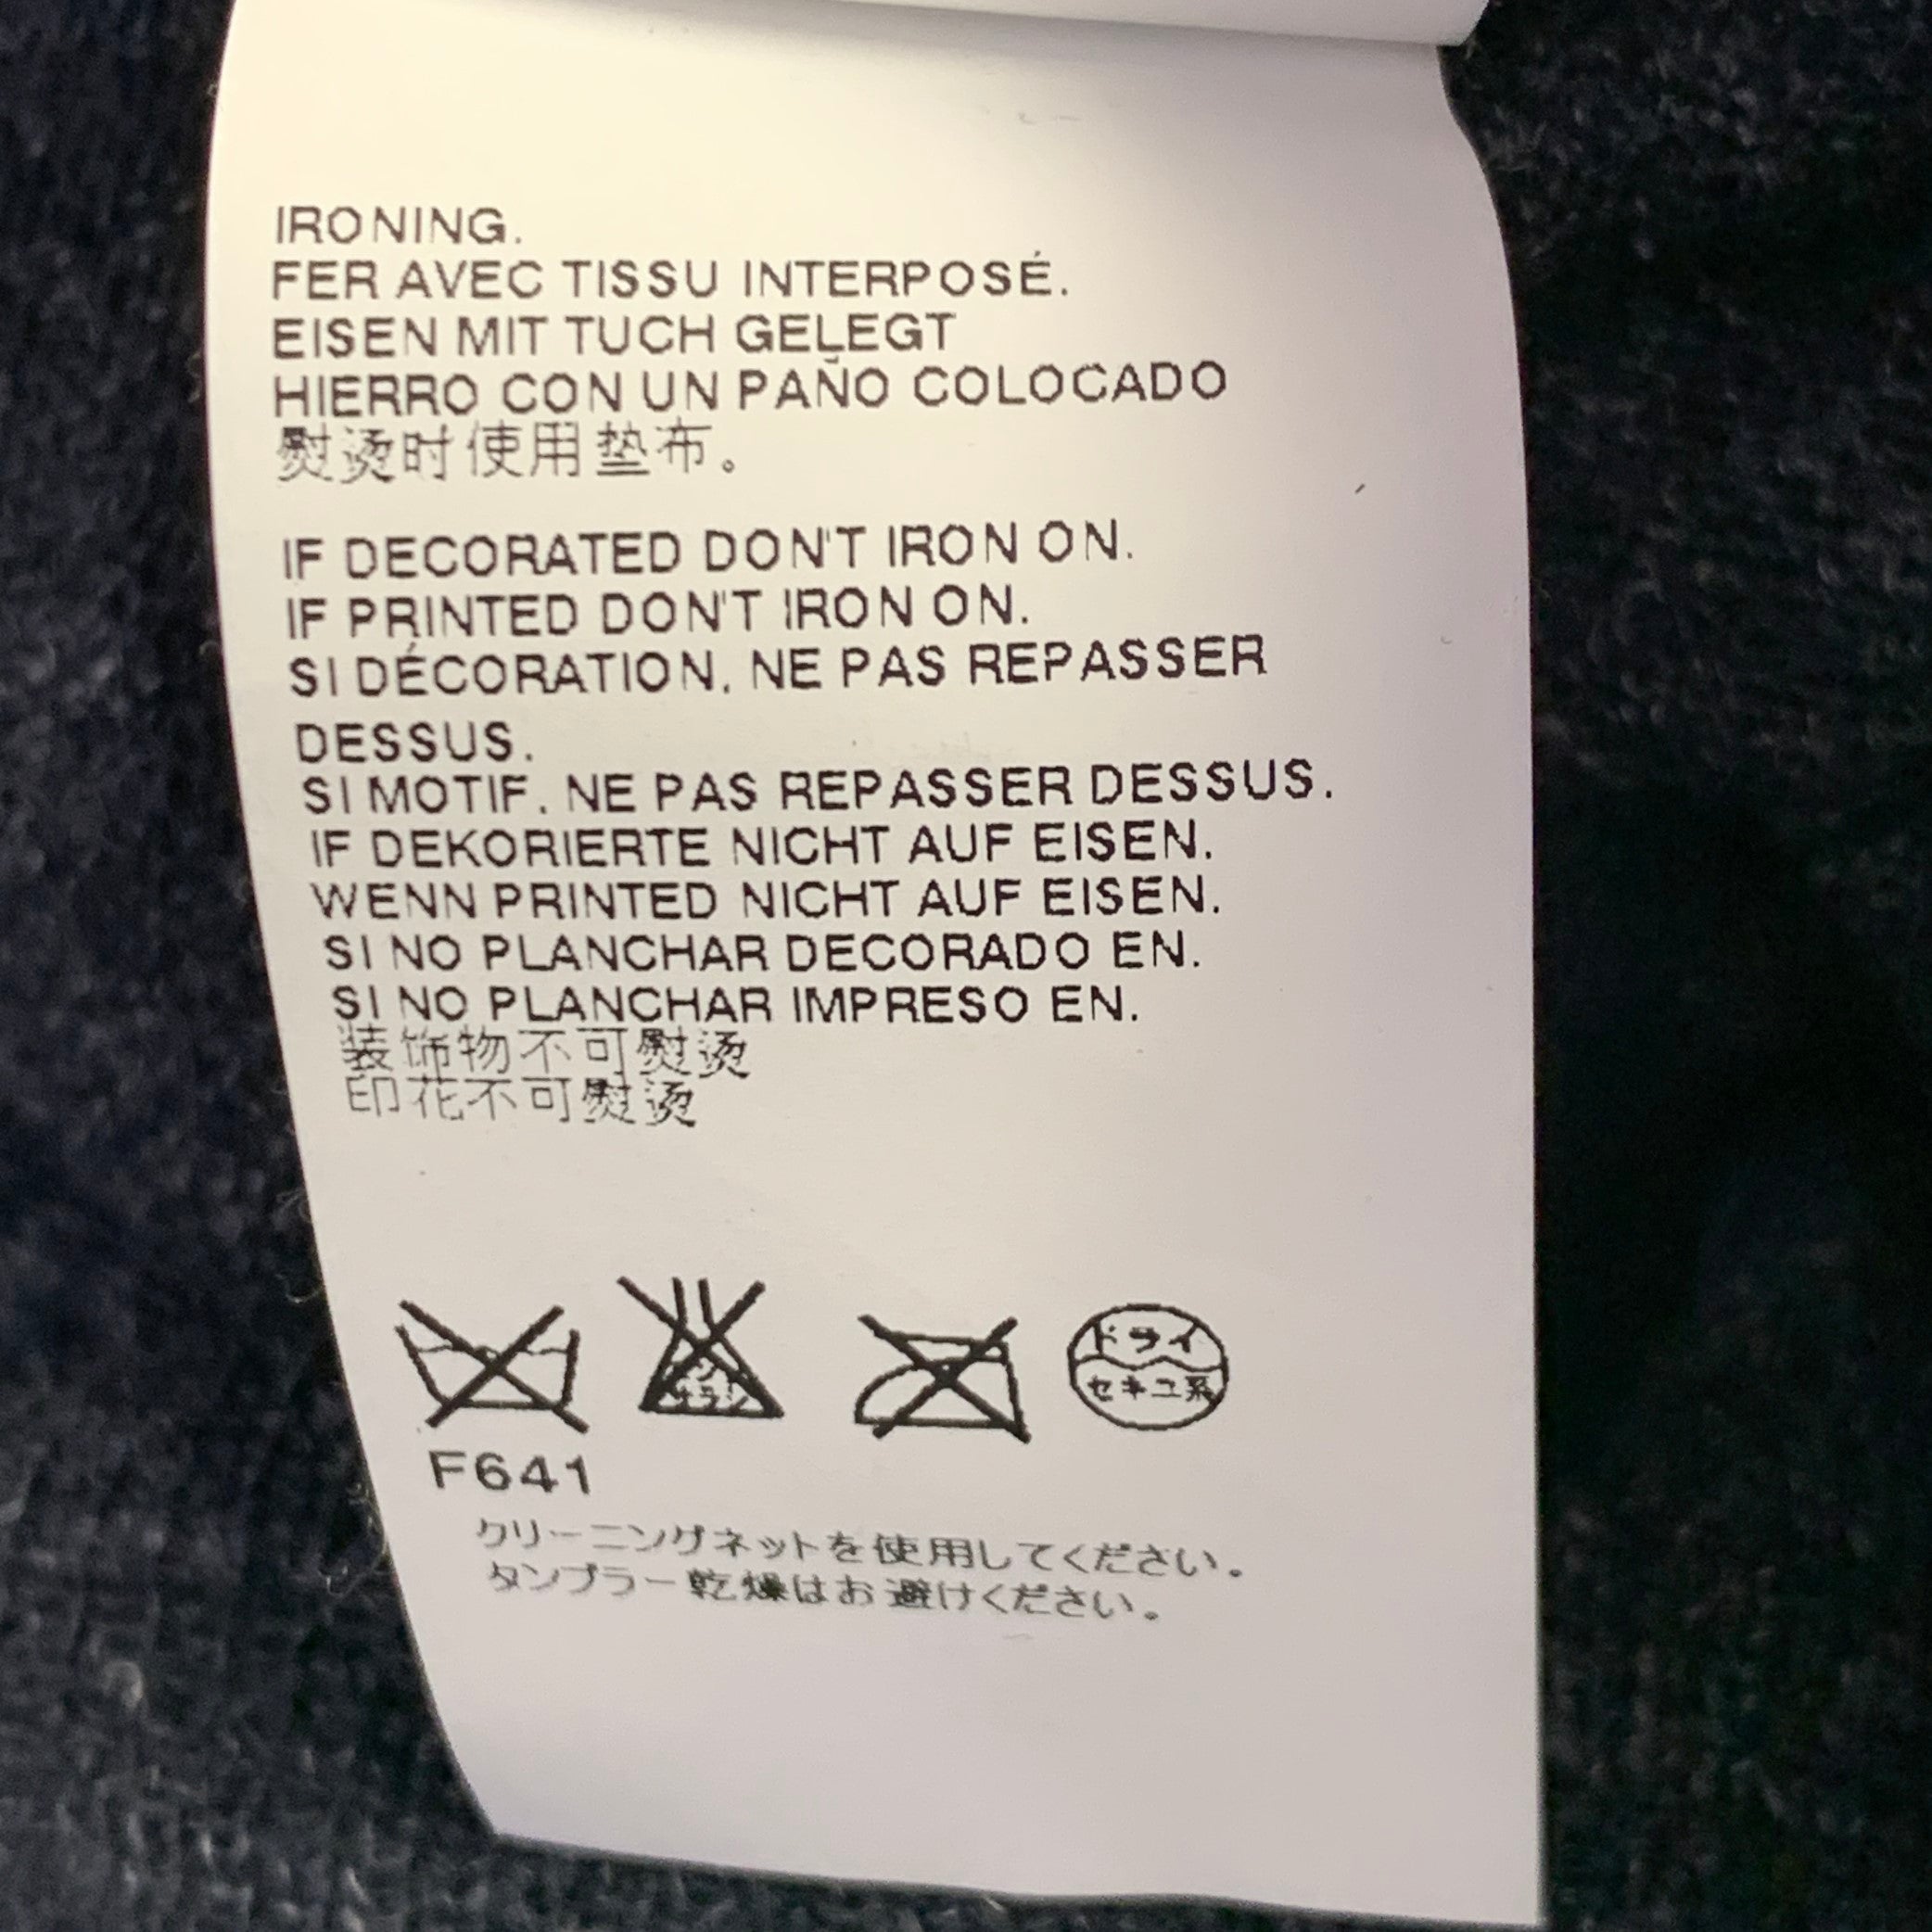 IRONING.
FER AVEC TISSU INTERPOSÉ.
EISEN MIT TUCH GELEGT
HIERRO CON UN PAÑO COLOCADO
熨烫时使用垫布。
IF DECORATED DON'T IRON ON.
IF PRINTED DON'T IRON ON.
SI DÉCORATION, NE PAS REPASSER
DESSUS.
SI MOTIF, NE PAS REPASSER DESSUS.
IF DEKORIERTE NICHT AUF EISEN.
WENN PRINTED NICHT AUF EISEN.
SI NO PLANCHAR DECORADO EN.
SI NO PLANCHAR IMPRESO EN.
装饰物不可熨烫
印花不可熨烫
ドライ
セキユ系
F641
クリーニングネットを使用してください。
タンブラー乾燥はお避けください。